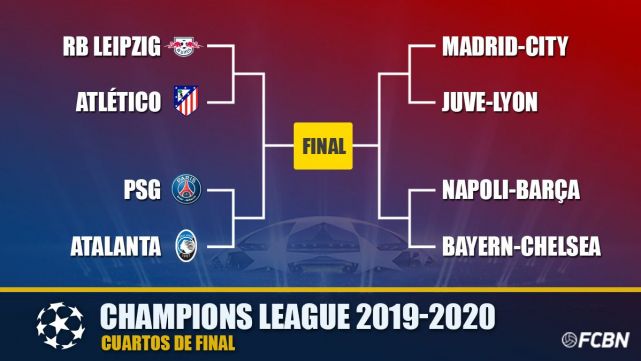 RB LEIPZIG
ATLÉTICO
PSG
ATALANTA
FINAL
MADRID-CITY
JUVE-LYON
NAPOLI-BARÇA
BAYERN-CHELSEA
CHAMPIONS LEAGUE 2019-2020
CUARTOS DE FINAL
FCBN